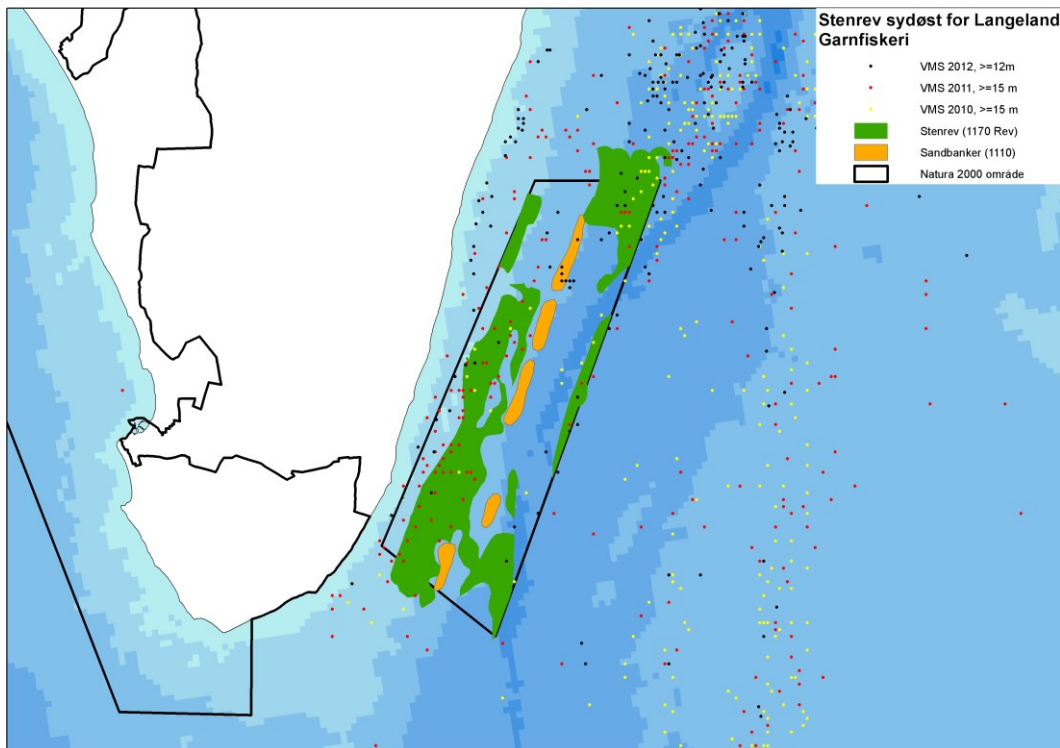 Stenrev sydøst for Langeland
Garnfiskeri
VMS 2012, >=12m
VMS 2011, >=15 m
VMS 2010, >=15 m
Stenrev (1170 Rev)
Sandbanker (1110)
Natura 2000 område